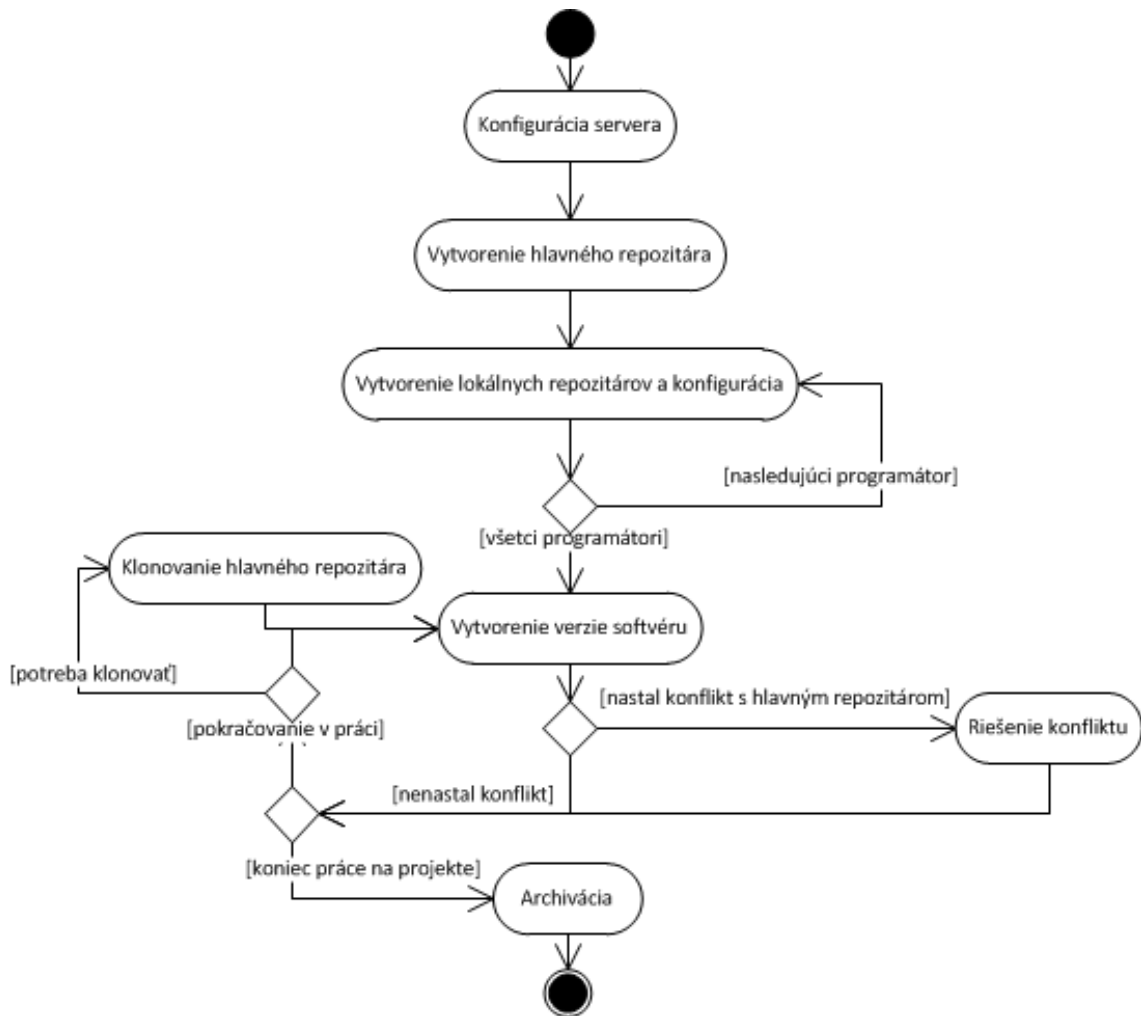 Konfigurácia servera
Vytvorenie hlavného repozitára
Vytvorenie lokálnych repozitárov a konfigurácia
[nasledujúci programátor]
[všetci programátori]
Klonovanie hlavného repozitára
Vytvorenie verzie softvéru
[potreba klonovať]
[nastal konflikt s hlavným repozitárom]
[pokračovanie v práci]
Riešenie konfliktu
[nenastal konflikt]
[koniec práce na projekte]
Archivácia